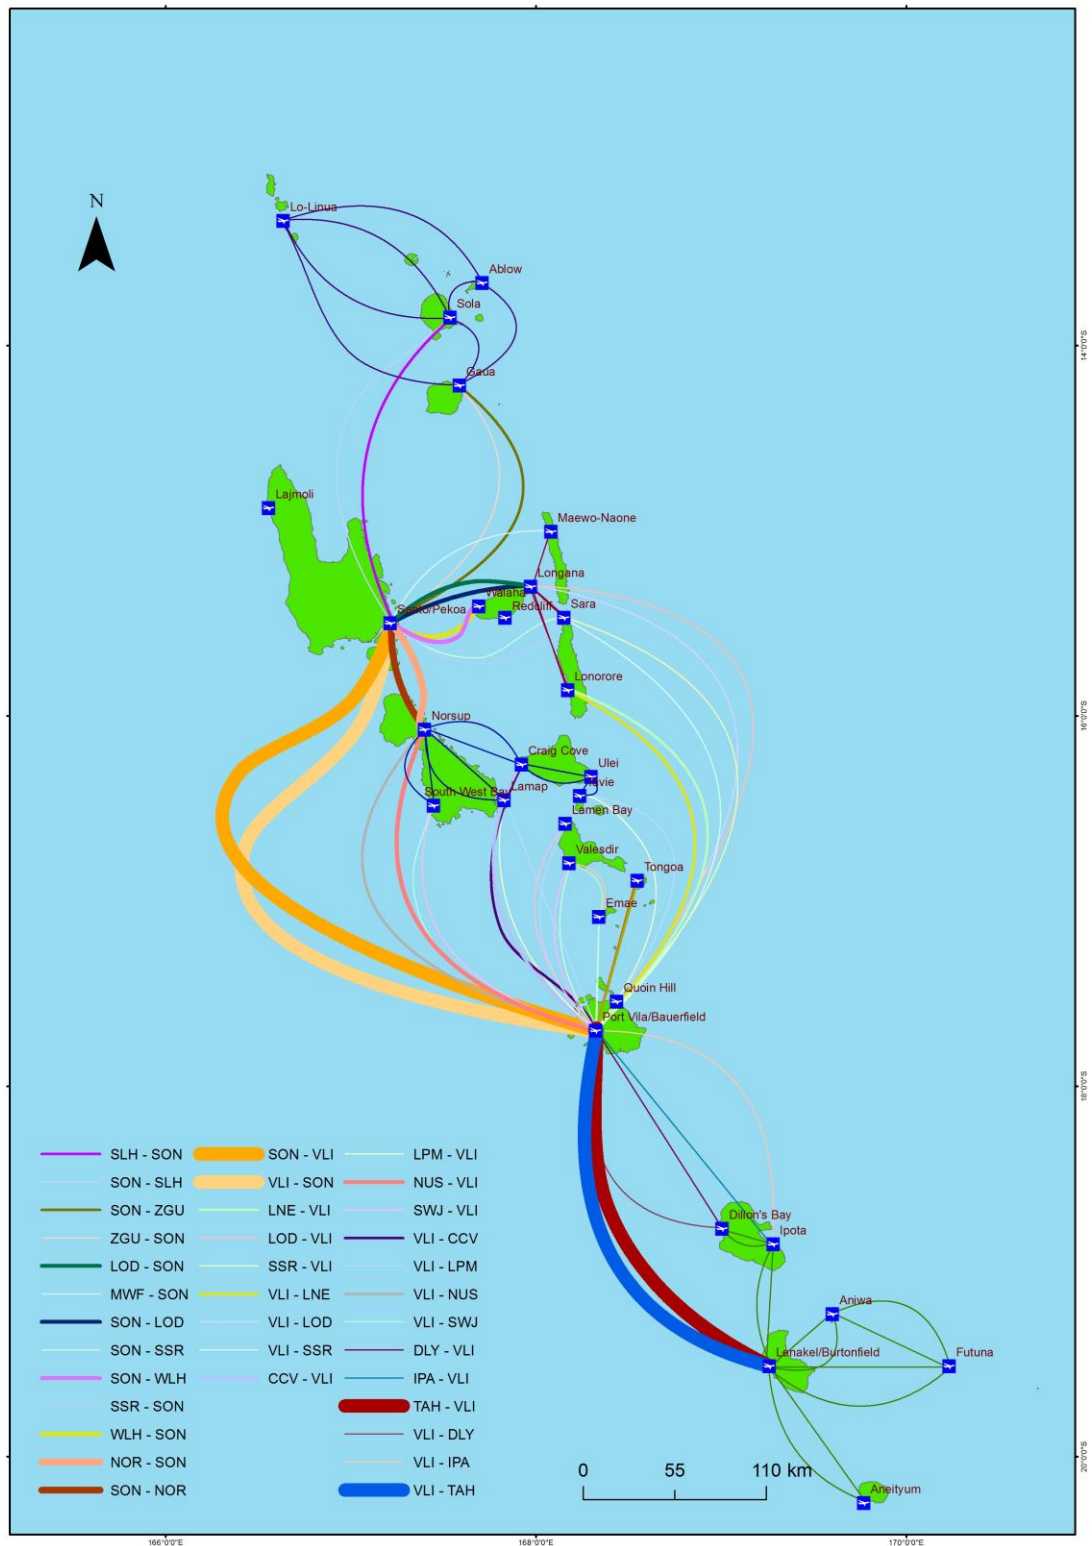 N
Lo-Linua
Ablow
Sola
14°0'0"S
Gaua
Lajmoli
Maewo-Naone
Longana
Walaha
Redcliff
Sara
Santo/Pekoa
Lonorore
16°0'0"S
Norsup
Craig Cove
Ulei
South West Bay
Lamap
Lamen Bay
Valesdir
Tongoa
Emae
Quoin Hill
Port Vila/Bauerfield
18°0'0"S
Dillon's Bay
Ipota
Aniwa
Lenakel/Burtonfield
Futuna
Aneityum
20°0'0"S
SLH - SON
SON - SLH
SON - ZGU
ZGU - SON
LOD - SON
MWF - SON
SON - LOD
SON - SSR
SON - WLH
SSR - SON
WLH - SON
NOR - SON
SON - NOR
SON - VLI
VLI - SON
LNE - VLI
LOD - VLI
SSR - VLI
VLI - LNE
VLI - LOD
VLI - SSR
CCV - VLI
LPM - VLI
NUS - VLI
SWJ - VLI
VLI - CCV
VLI - LPM
VLI - NUS
VLI - SWJ
DLY - VLI
IPA - VLI
TAH - VLI
VLI - DLY
VLI - IPA
VLI - TAH
0 55 110 km
166°0'0"E 168°0'0"E 170°0'0"E